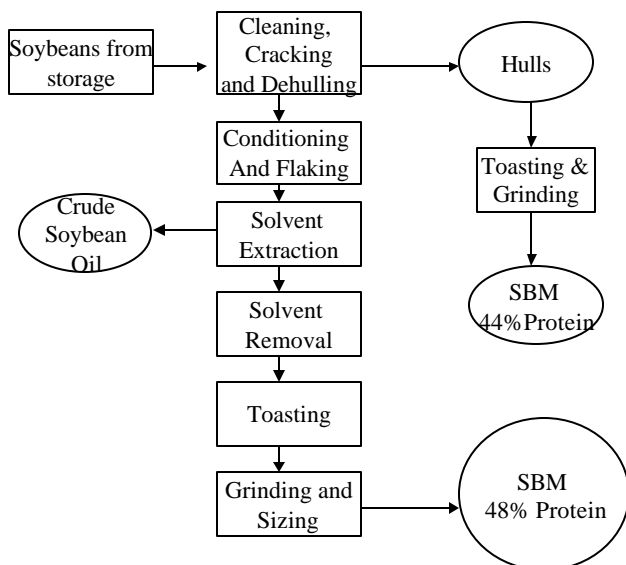 Soybeans from
storage
Cleaning,
Cracking
and Dehulling
Hulls
Conditioning
And Flaking
Toasting &
Grinding
Crude
Soybean
Oil
Solvent
Extraction
SBM
44% Protein
Solvent
Removal
Toasting
Grinding and
Sizing
SBM
48% Protein